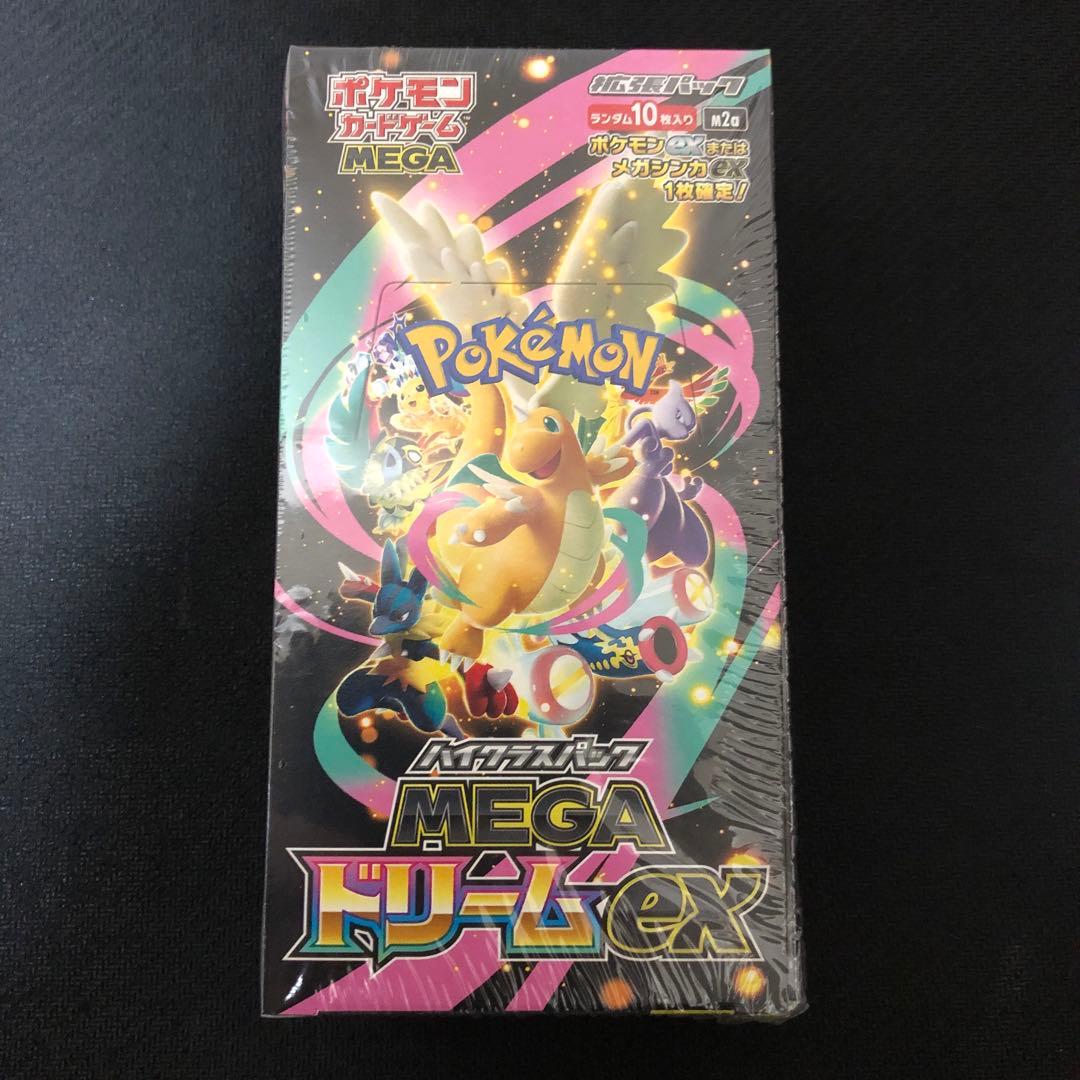 ポケモン
カードゲーム
MEGA
拡張パック
ランダム10枚入り M2a
ポケモンexまたは
メガシンカex
1枚確定!
POKéMON
ハイクラスパック
MEGA
ドリームex